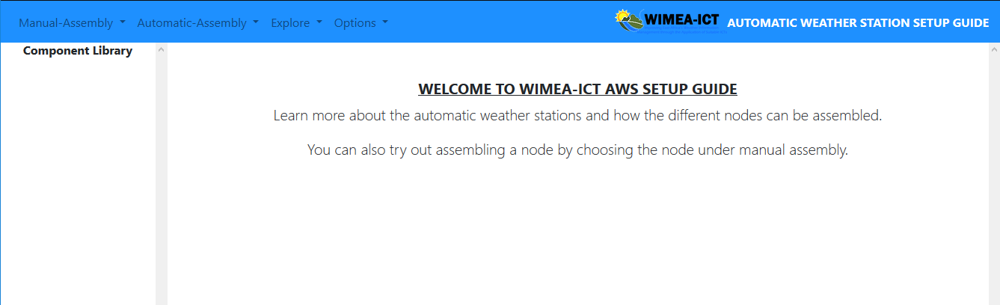 Manual-Assembly Automatic-Assembly Explore Options WIMEA-ICT AUTOMATIC WEATHER STATION SETUP GUIDE
Component Library
WELCOME TO WIMEA-ICT AWS SETUP GUIDE
Learn more about the automatic weather stations and how the different nodes can be assembled.
You can also try out assembling a node by choosing the node under manual assembly.